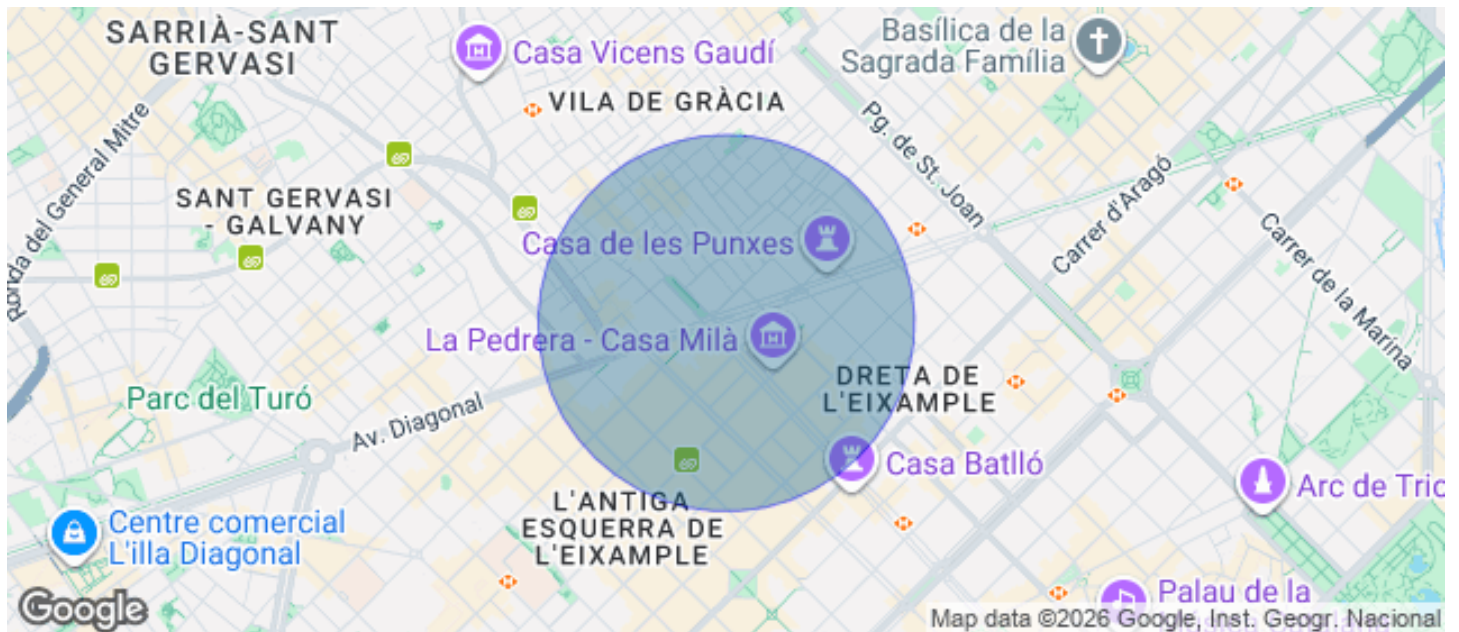 SARRIÀ-SANT
GERVASI
Casa Vicens Gaudí
Basílica de la
Sagrada Família
VILA DE GRÀCIA
Ronda del General Mitre
Pg. de St. Joan
Carrer d'Aragó
SANT GERVASI
- GALVANY
Casa de les Punxes
Carrer de la Marina
La Pedrera - Casa Milà
DRETA DE
L'EIXAMPLE
Parc del Turó
Av. Diagonal
Casa Batlló
Arc de Trio
L'ANTIGA
ESQUERRA DE
L'EIXAMPLE
Centre comercial
L'illa Diagonal
Palau de la
Google
Map data ©2026 Google, Inst. Geogr. Nacional